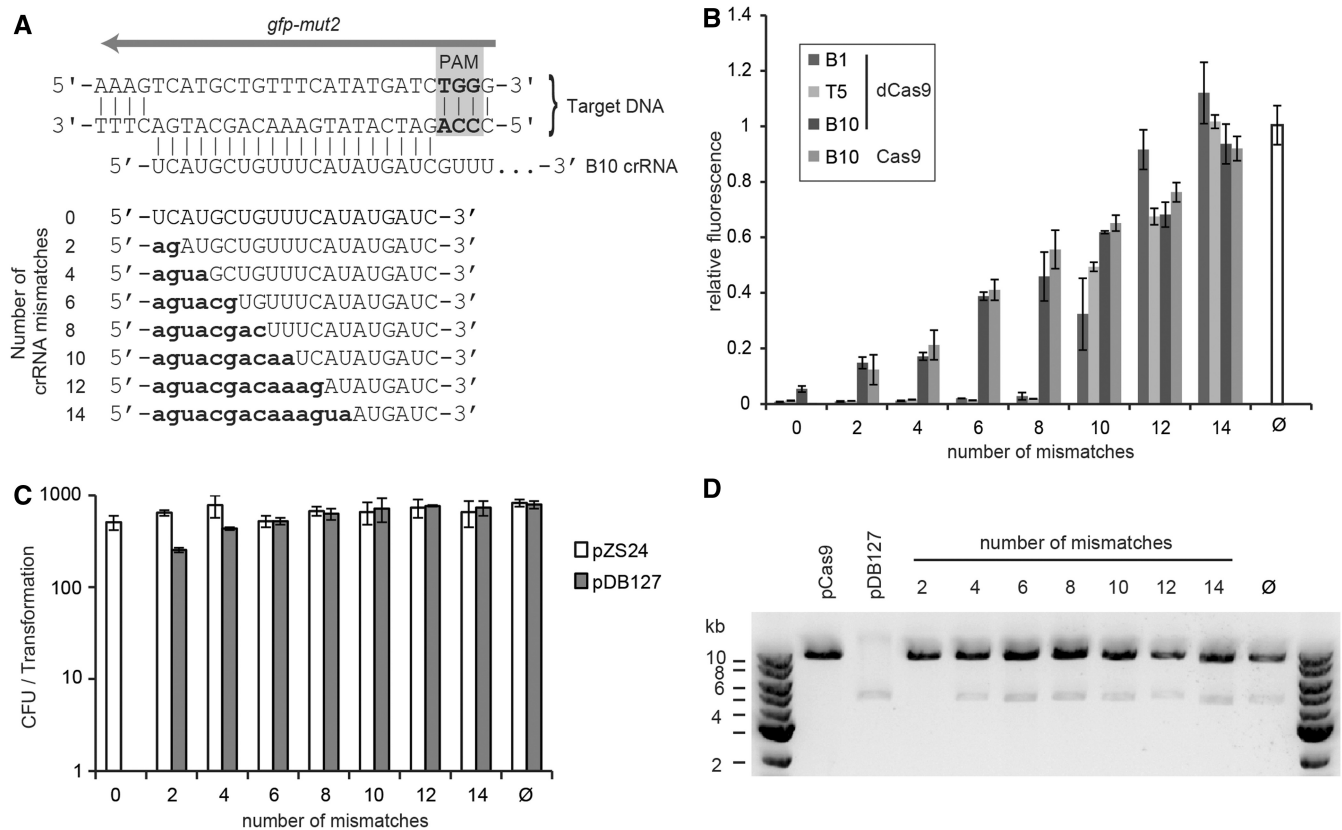 A
gfp-mut2
PAM
5'-AAAGTCATGCTGTTTCATATGATCTGGG-3'
3'-TTTCAGTACGACAAAGTATACTAGACCC-5'
Target DNA
5'-UCAUGCUGUUUCAUAUGAUCGUUU...-3' B10 crRNA
Number of
crRNA mismatches
0 5'-UCAUGCUGUUUCAUAUGAUC-3'
2 5'-agAUGCUGUUUCAUAUGAUC-3'
4 5'-aguaGCUGUUUCAUAUGAUC-3'
6 5'-aguacgUGUUUCAUAUGAUC-3'
8 5'-aguacgacUUUCAUAUGAUC-3'
10 5'-aguacgacaaUCAUAUGAUC-3'
12 5'-aguacgacaaagAUAUGAUC-3'
14 5'-aguacgacaaaguaAUGAUC-3'
B
relative fluorescence
1.4
1.2
1
0.8
0.6
0.4
0.2
0
B1
T5
B10
dCas9
B10 Cas9
0 2 4 6 8 10 12 14 Ø
number of mismatches
C
CFU / Transformation
1000
100
10
1
pZS24
pDB127
0 2 4 6 8 10 12 14 Ø
number of mismatches
D
pCas9
pDB127
number of mismatches
2 4 6 8 10 12 14 Ø
kb
10
8
6
4
2